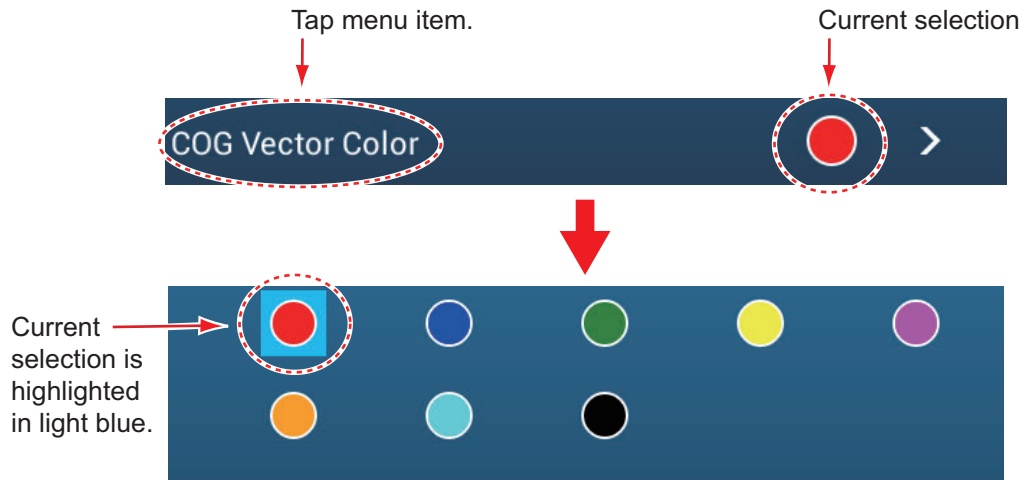 Tap menu item.
Current selection
COG Vector Color
Current
selection is
highlighted
in light blue.